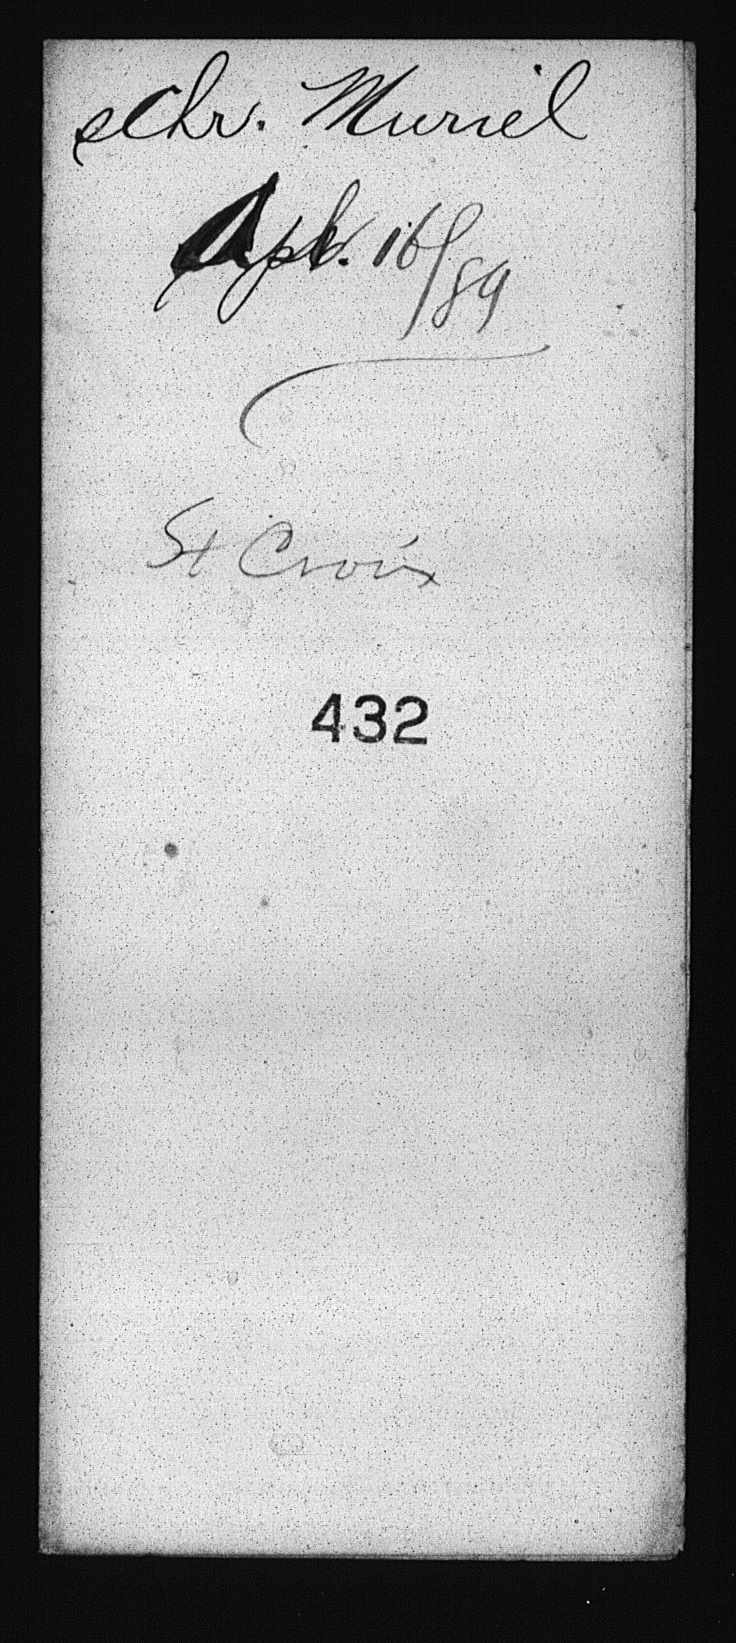 schr. Muriel
Apl. 16/89
St Croix
432